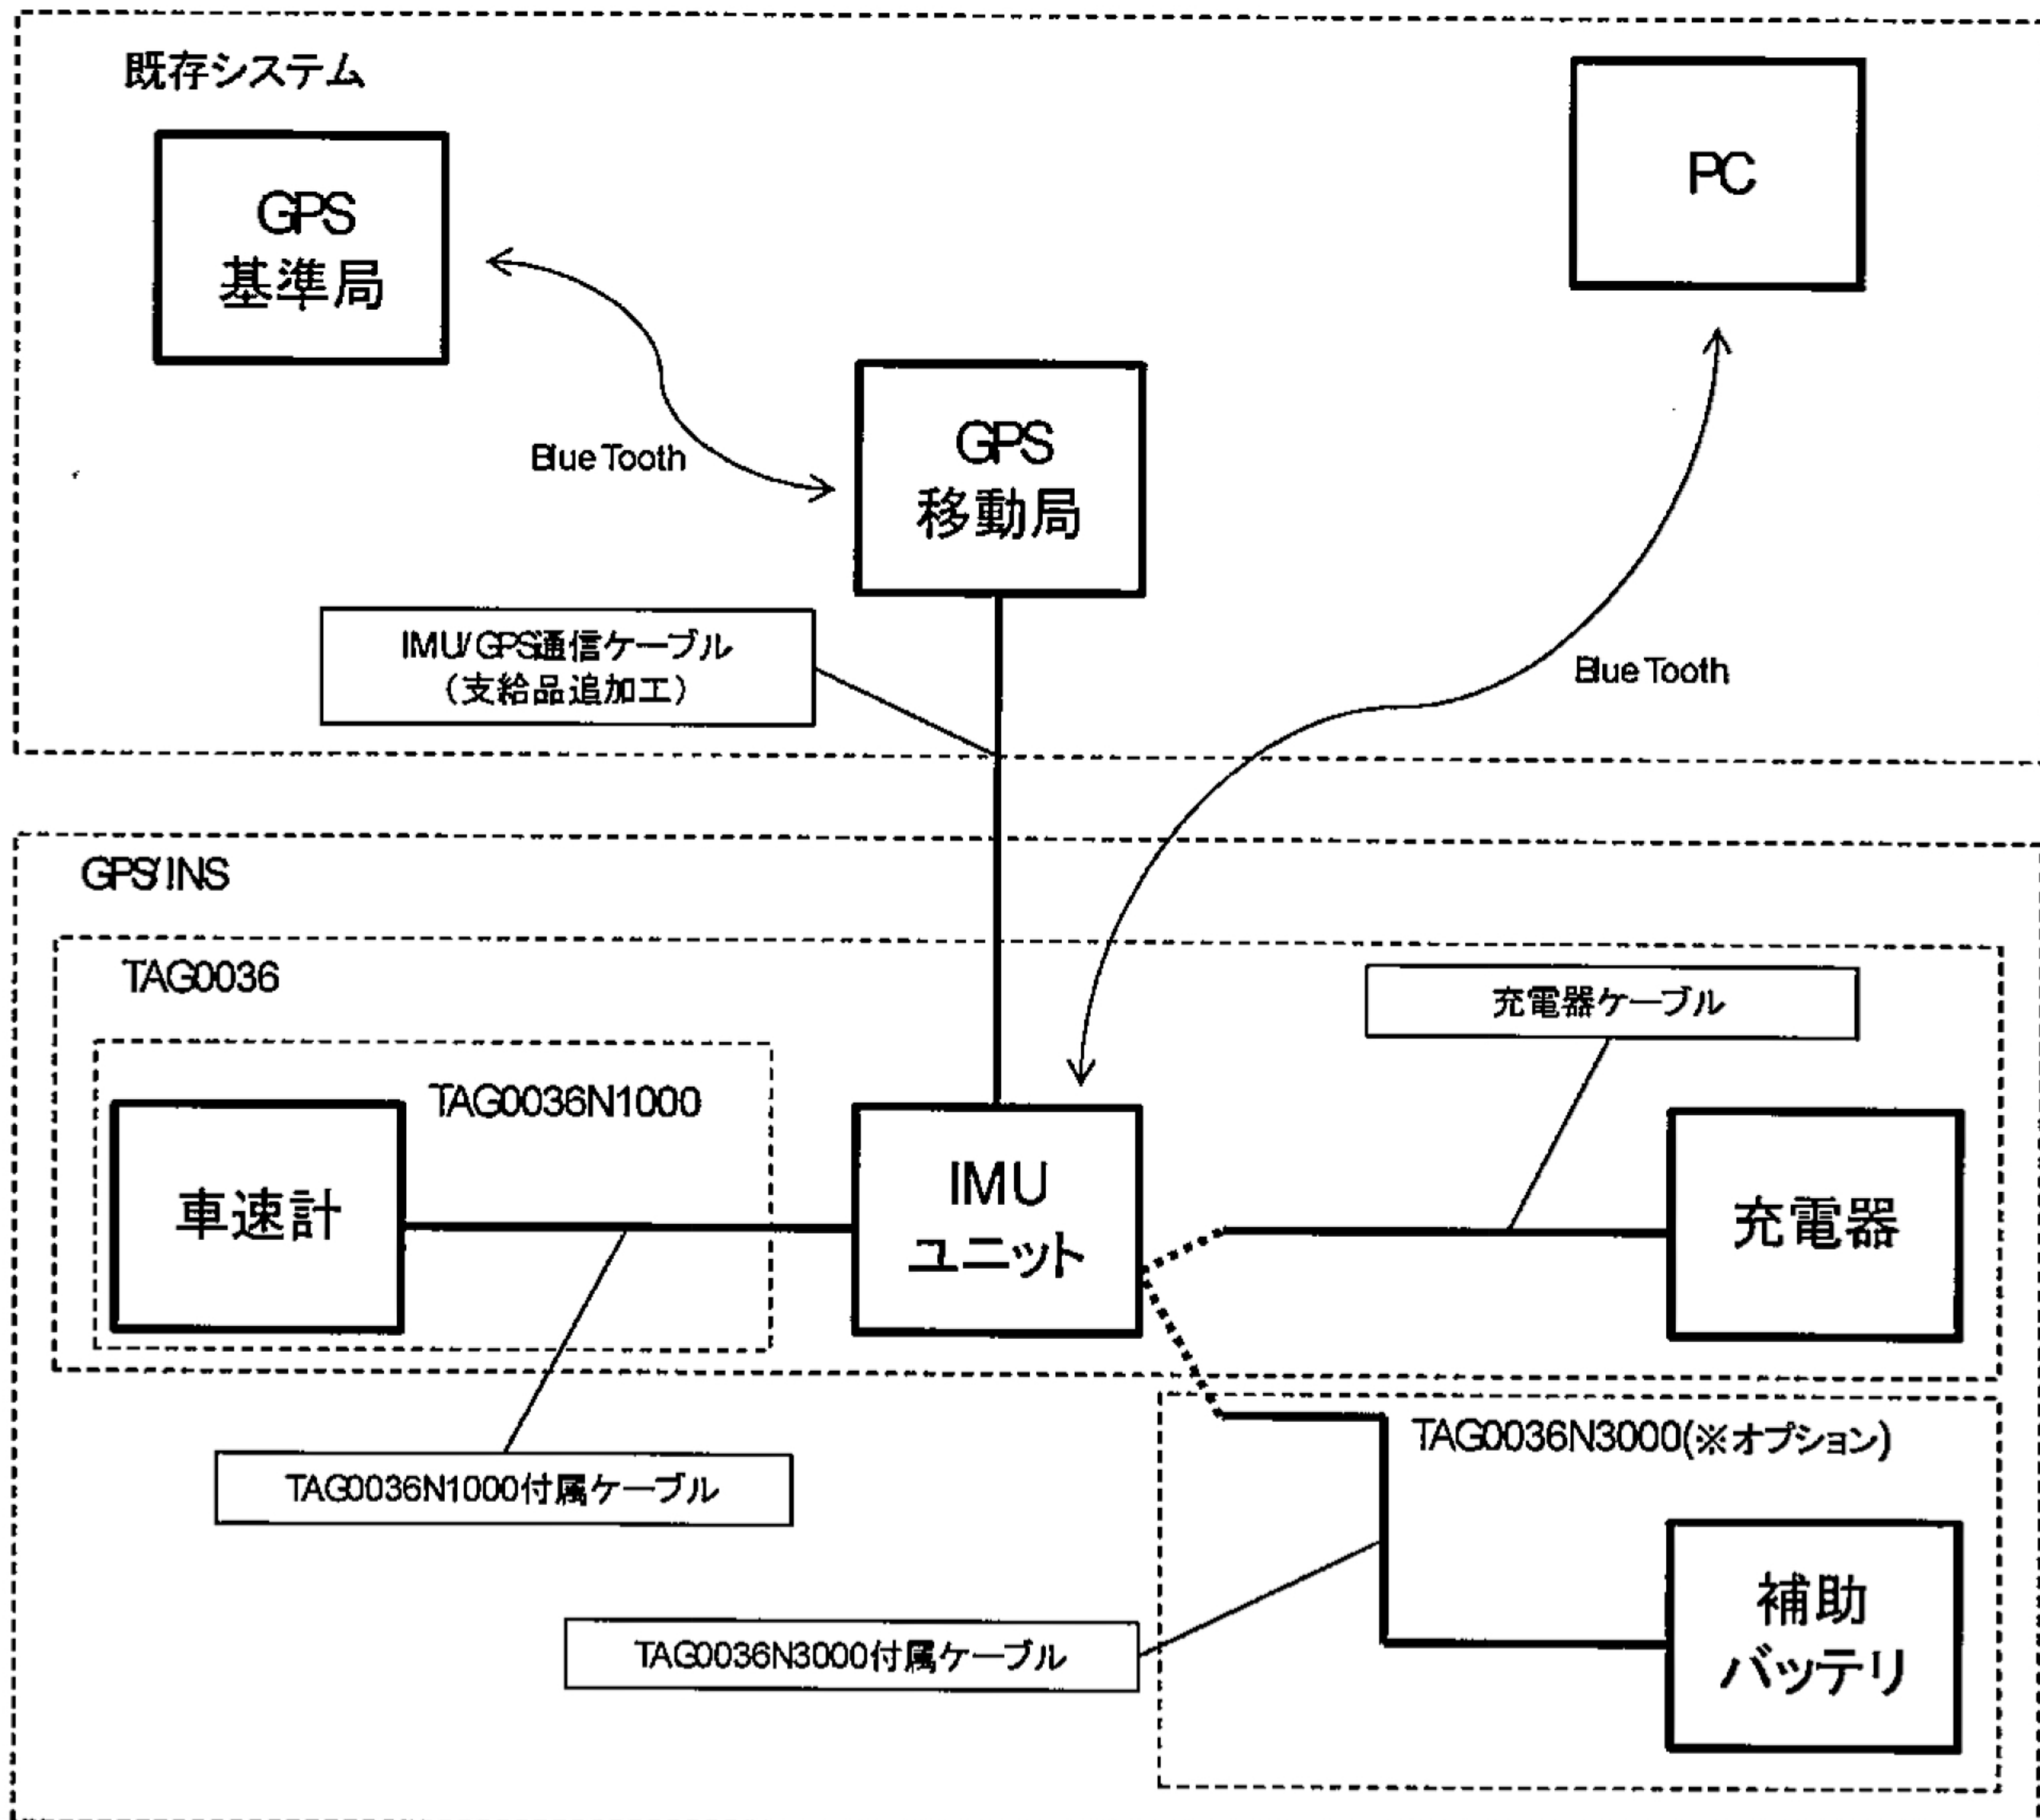 既存システム
GPS
基準局
PC
GPS
移動局
Blue Tooth
IMU/GPS通信ケーブル
(支給品追加工)
Blue Tooth
GPS/INS
TAG0036
充電器ケーブル
TAG0036N1000
車速計
IMU
ユニット
充電器
TAG0036N3000(※オプション)
TAG0036N1000付属ケーブル
補助
バッテリ
TAG0036N3000付属ケーブル